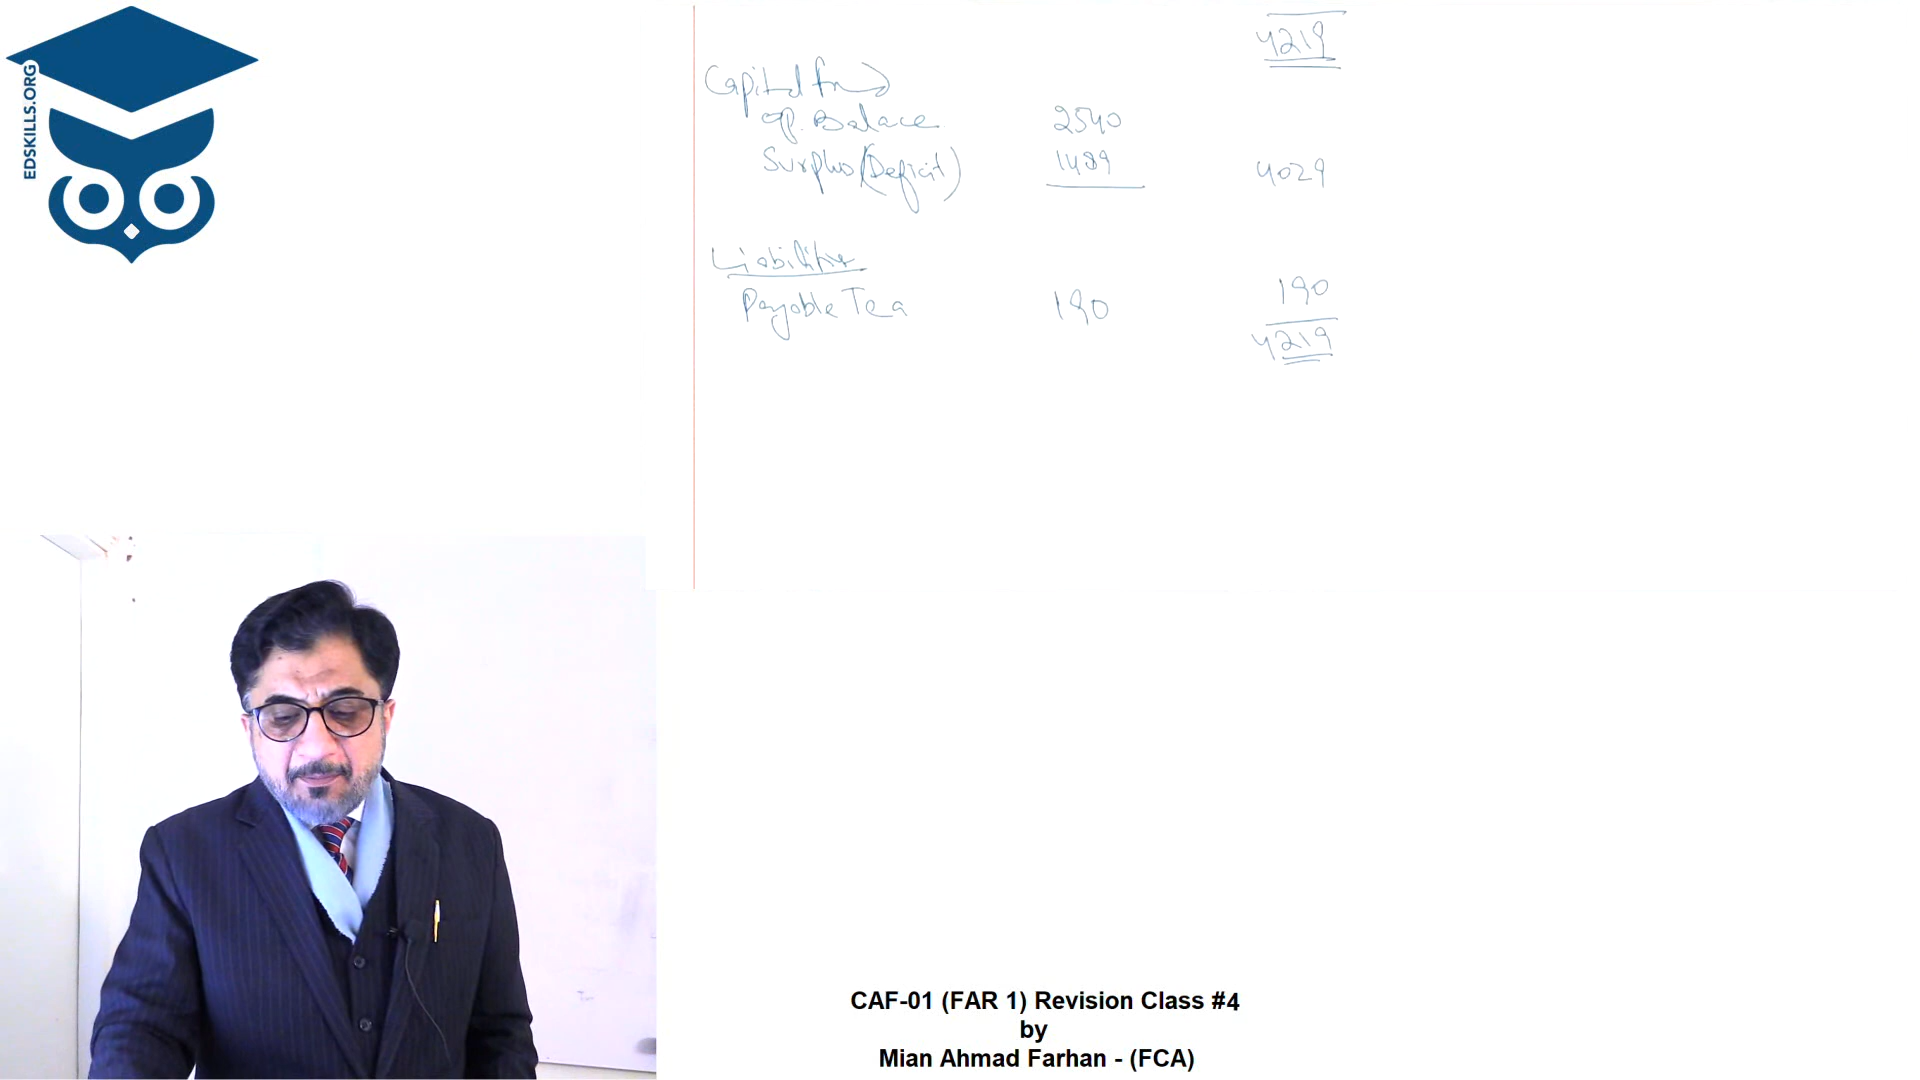 EDSKILLS.ORG
4219
Capital fund
op. Balace 2540
Surplus (Deficit) 1489 4029
Liabilities
190
Payable Tea 190
4219
CAF-01 (FAR 1) Revision Class #4
by
Mian Ahmad Farhan - (FCA)